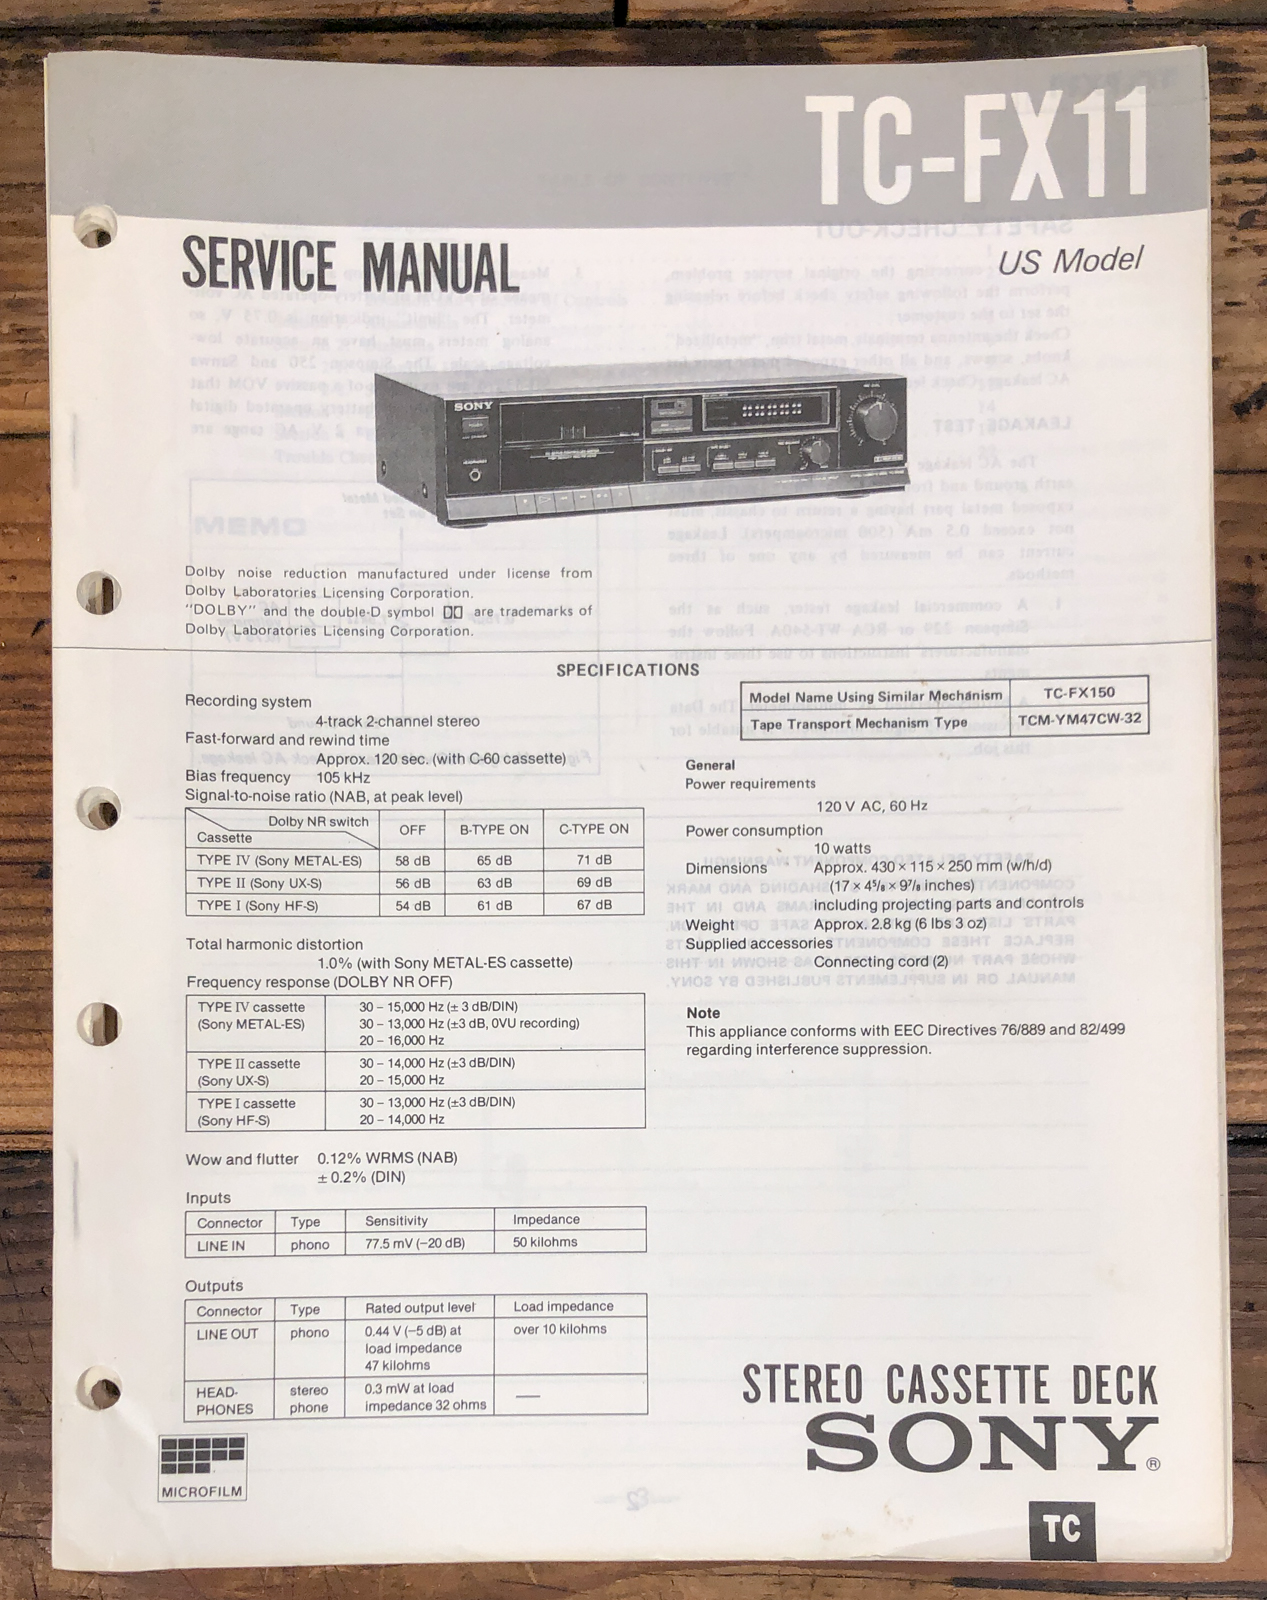 TC-FX11
SERVICE MANUAL
US Model
SONY
Dolby noise reduction manufactured under license from
Dolby Laboratories Licensing Corporation.
"DOLBY" and the double-D symbol are trademarks of
Dolby Laboratories Licensing Corporation.
SPECIFICATIONS
Recording system
4-track 2-channel stereo
Fast-forward and rewind time
Approx. 120 sec. (with C-60 cassette)
Bias frequency 105 kHz
Signal-to-noise ratio (NAB, at peak level)
Dolby NR switch
Cassette
OFF B-TYPE ON C-TYPE ON
TYPE IV (Sony METAL-ES) 58 dB 65 dB 71 dB
TYPE II (Sony UX-S) 56 dB 63 dB 69 dB
TYPE I (Sony HF-S) 54 dB 61 dB 67 dB
Total harmonic distortion
1.0% (with Sony METAL-ES cassette)
Frequency response (DOLBY NR OFF)
TYPE IV cassette 30 – 15,000 Hz (± 3 dB/DIN)
(Sony METAL-ES) 30 – 13,000 Hz (±3 dB, 0VU recording)
20 – 16,000 Hz
TYPE II cassette 30 – 14,000 Hz (±3 dB/DIN)
(Sony UX-S) 20 – 15,000 Hz
TYPE I cassette 30 – 13,000 Hz (±3 dB/DIN)
(Sony HF-S) 20 – 14,000 Hz
Wow and flutter 0.12% WRMS (NAB)
± 0.2% (DIN)
Inputs
Connector Type Sensitivity Impedance
LINE IN phono 77.5 mV (–20 dB) 50 kilohms
Outputs
Connector Type Rated output level Load impedance
LINE OUT phono 0.44 V (–5 dB) at over 10 kilohms
load impedance
47 kilohms
HEAD- stereo 0.3 mW at load —
PHONES phone impedance 32 ohms
MICROFILM
Model Name Using Similar Mechanism TC-FX150
Tape Transport Mechanism Type TCM-YM47CW-32
General
Power requirements
120 V AC, 60 Hz
Power consumption
10 watts
Dimensions Approx. 430 × 115 × 250 mm (w/h/d)
(17 × 4⁵/₈ × 9⁷/₈ inches)
including projecting parts and controls
Weight Approx. 2.8 kg (6 lbs 3 oz)
Supplied accessories
Connecting cord (2)
Note
This appliance conforms with EEC Directives 76/889 and 82/499
regarding interference suppression.
STEREO CASSETTE DECK
SONY®
TC